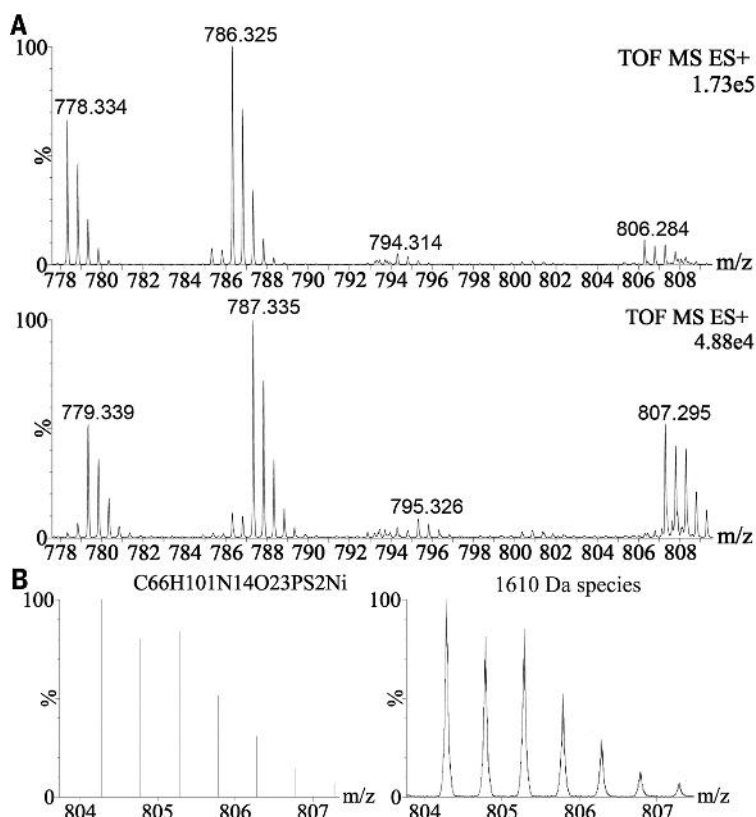 A
100
%
0
778.334
786.325
794.314
806.284
TOF MS ES+
1.73e5
778 780 782 784 786 788 790 792 794 796 798 800 802 804 806 808 m/z
100
%
0
779.339
787.335
795.326
807.295
TOF MS ES+
4.88e4
778 780 782 784 786 788 790 792 794 796 798 800 802 804 806 808 m/z
B
C66H101N14O23PS2Ni
100
%
0
804 805 806 807 m/z
1610 Da species
100
%
0
804 805 806 807 m/z